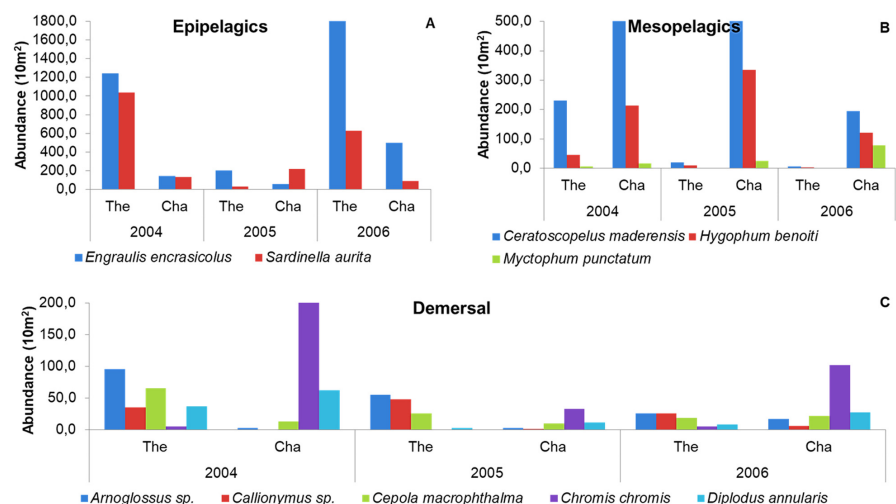 Epipelagics
A
Abundance (10m²)
1800,0
1600,0
1400,0
1200,0
1000,0
800,0
600,0
400,0
200,0
0,0
The Cha The Cha The Cha
2004 2005 2006
Engraulis encrasicolus Sardinella aurita
Mesopelagics
B
Abundance (10m²)
500,0
400,0
300,0
200,0
100,0
0,0
The Cha The Cha The Cha
2004 2005 2006
Ceratoscopelus maderensis Hygophum benoiti
Myctophum punctatum
Demersal
C
Abundance (10m²)
200,0
150,0
100,0
50,0
0,0
The Cha The Cha The Cha
2004 2005 2006
Arnoglossus sp. Callionymus sp. Cepola macrophthalma Chromis chromis Diplodus annularis